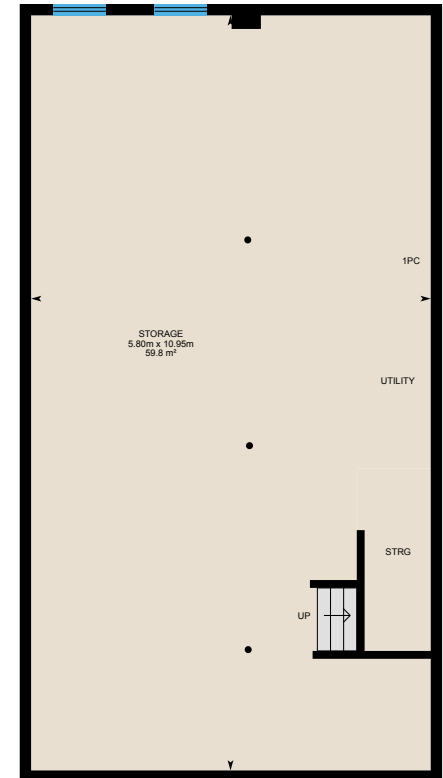 1PC
STORAGE
5.80m x 10.95m
59.8 m²
UTILITY
STRG
UP